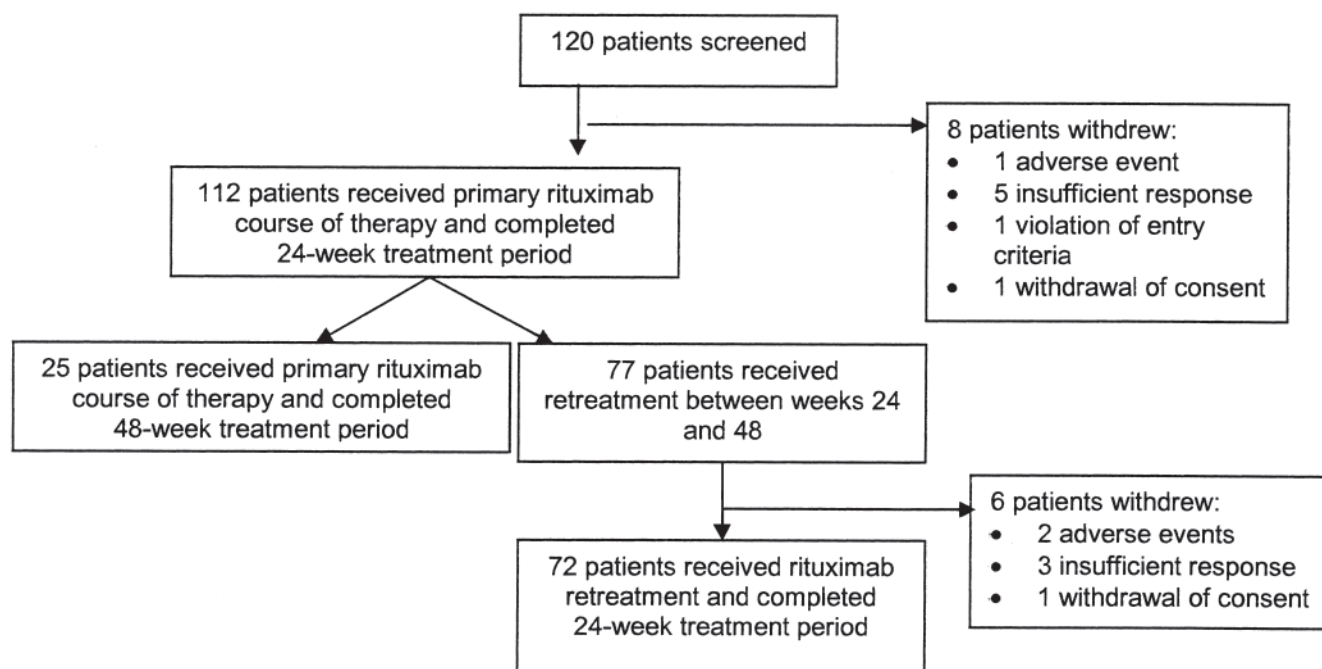 120 patients screened
8 patients withdrew:
• 1 adverse event
• 5 insufficient response
• 1 violation of entry
criteria
• 1 withdrawal of consent
112 patients received primary rituximab
course of therapy and completed
24-week treatment period
25 patients received primary rituximab
course of therapy and completed
48-week treatment period
77 patients received
retreatment between weeks 24
and 48
6 patients withdrew:
• 2 adverse events
• 3 insufficient response
• 1 withdrawal of consent
72 patients received rituximab
retreatment and completed
24-week treatment period